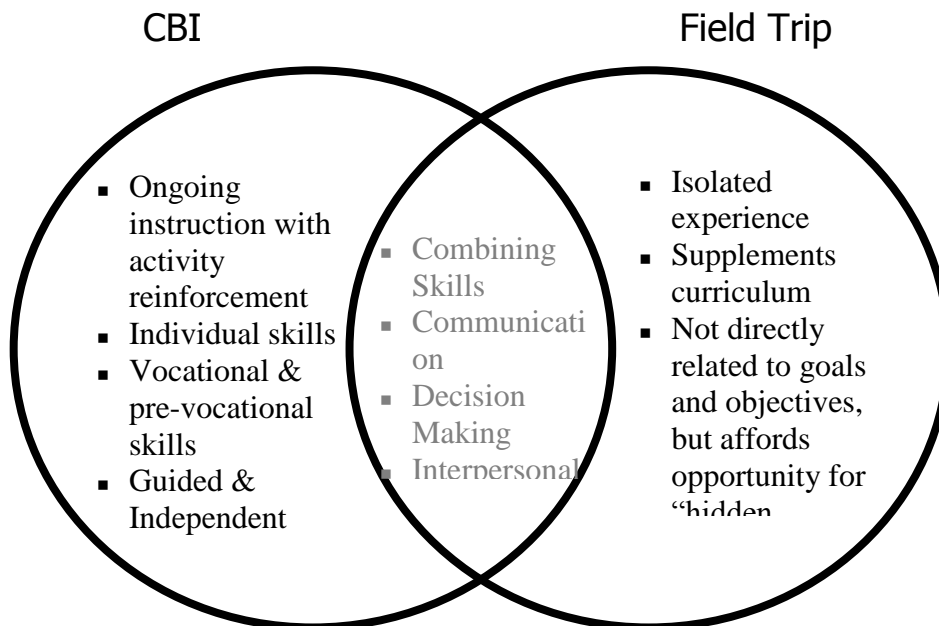 CBI
Field Trip
▪ Ongoing
instruction with
activity
reinforcement
▪ Individual skills
▪ Vocational &
pre-vocational
skills
▪ Guided &
Independent
▪ Combining
Skills
▪ Communicati
on
▪ Decision
Making
▪ Interpersonal
▪ Isolated
experience
▪ Supplements
curriculum
▪ Not directly
related to goals
and objectives,
but affords
opportunity for
“hidden